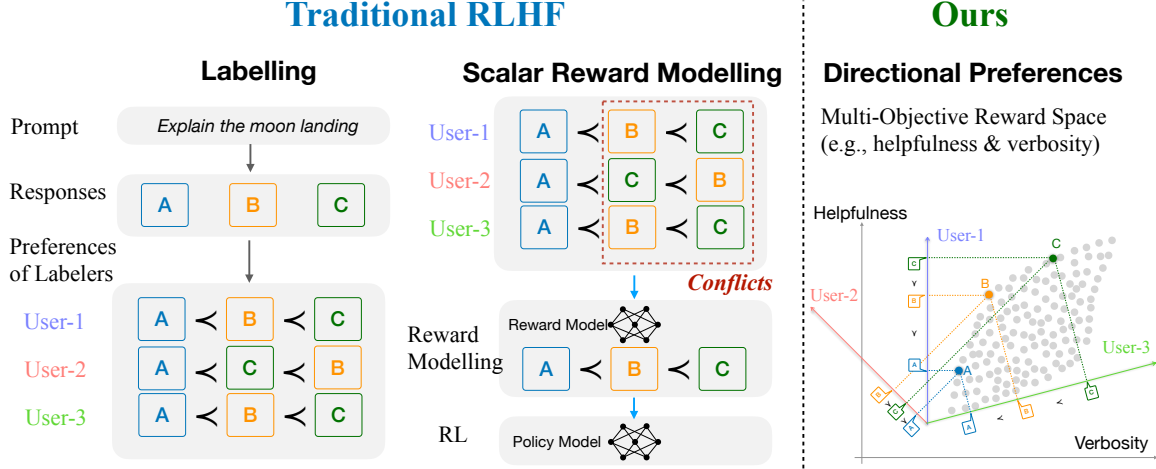 Traditional RLHF
Labelling
Prompt
Explain the moon landing
Responses
A B C
Preferences
of Labelers
User-1 A ≺ B ≺ C
User-2 A ≺ C ≺ B
User-3 A ≺ B ≺ C
Scalar Reward Modelling
User-1 A ≺ B ≺ C
User-2 A ≺ C ≺ B
User-3 A ≺ B ≺ C
Conflicts
Reward
Modelling
Reward Model
A ≺ B ≺ C
RL
Policy Model
Ours
Directional Preferences
Multi-Objective Reward Space
(e.g., helpfulness & verbosity)
Helpfulness
User-1
C
C
≺
B
B
≺
User-2
A
A
User-3
B ≺ C ≺ A
A ≺ B ≺ C
Verbosity